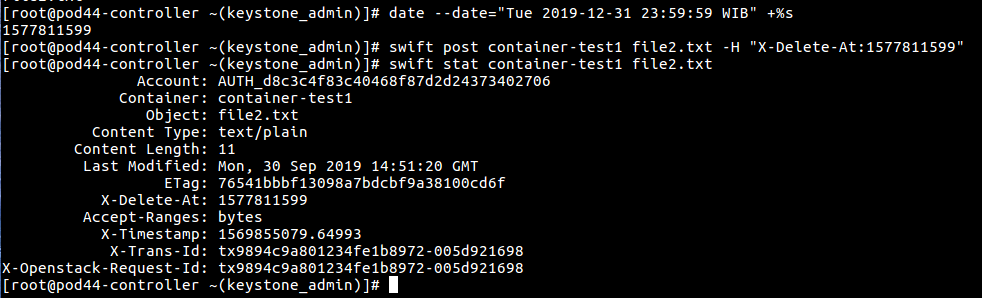 [root@pod44-controller ~(keystone_admin)]# date --date="Tue 2019-12-31 23:59:59 WIB" +%s
1577811599
[root@pod44-controller ~(keystone_admin)]# swift post container-test1 file2.txt -H "X-Delete-At:1577811599"
[root@pod44-controller ~(keystone_admin)]# swift stat container-test1 file2.txt
Account: AUTH_d8c3c4f83c40468f87d2d24373402706
Container: container-test1
Object: file2.txt
Content Type: text/plain
Content Length: 11
Last Modified: Mon, 30 Sep 2019 14:51:20 GMT
ETag: 76541bbbf13098a7bdcbf9a38100cd6f
X-Delete-At: 1577811599
Accept-Ranges: bytes
X-Timestamp: 1569855079.64993
X-Trans-Id: tx9894c9a801234fe1b8972-005d921698
X-Openstack-Request-Id: tx9894c9a801234fe1b8972-005d921698
[root@pod44-controller ~(keystone_admin)]#